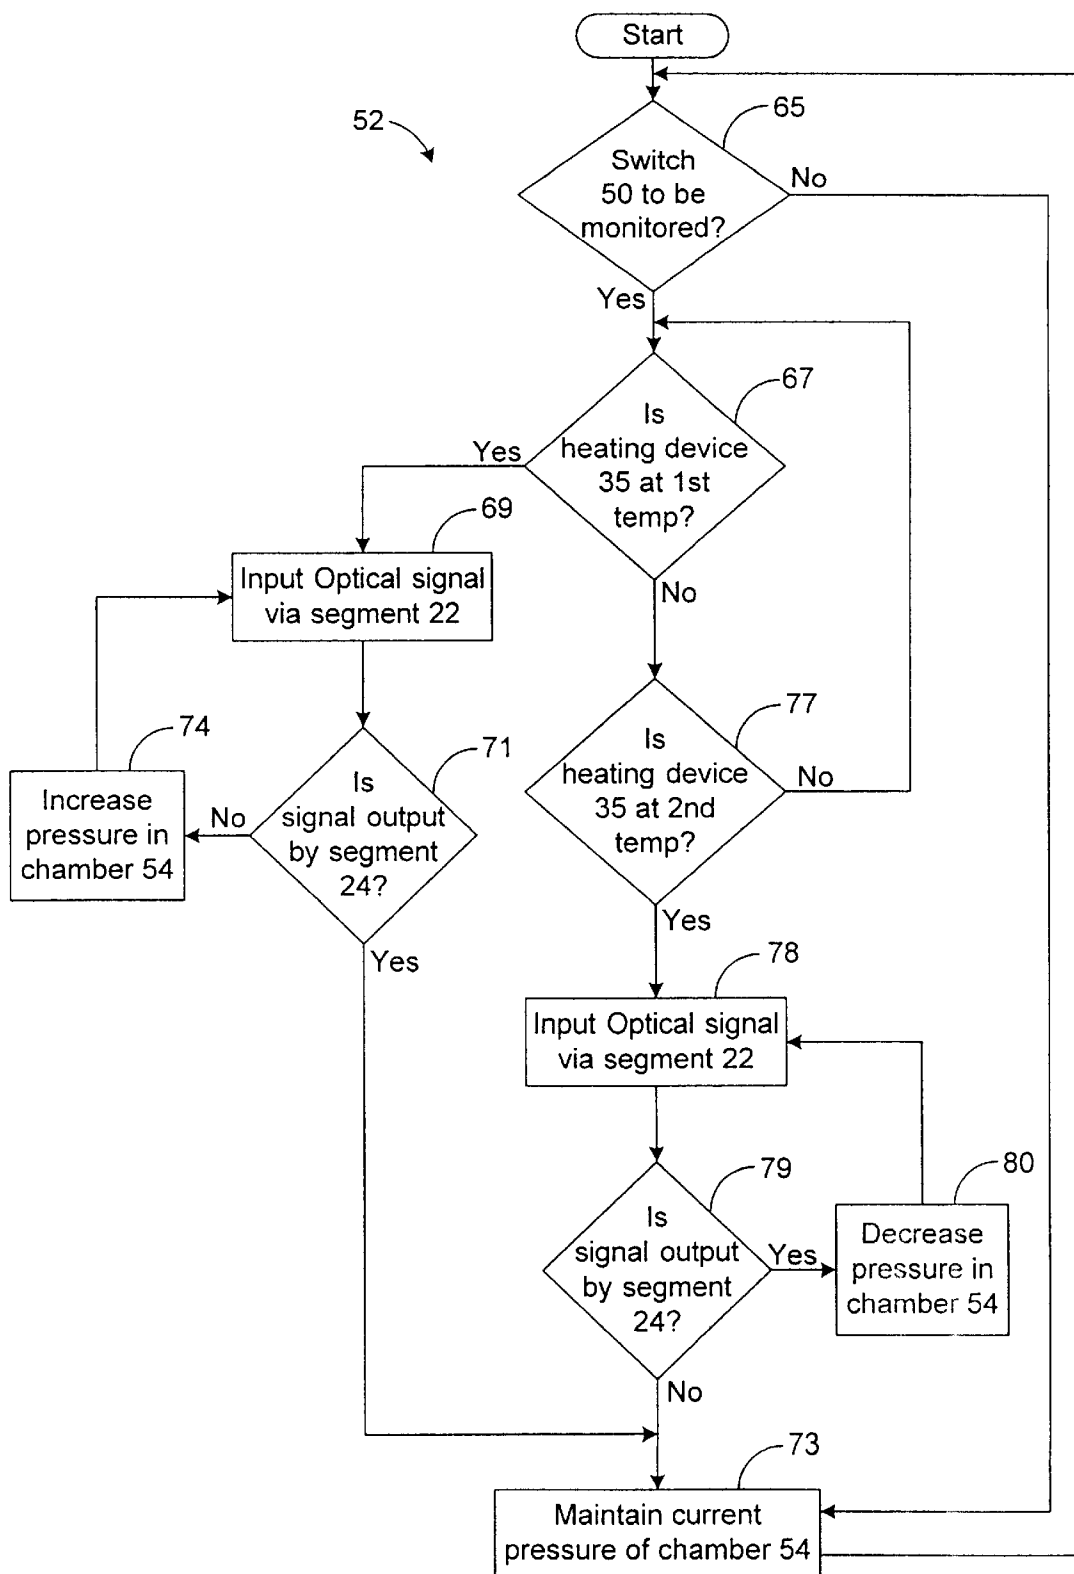 Start
52
65
Switch
50 to be
monitored?
No
Yes
67
Is
heating device
35 at 1st
temp?
Yes
No
69
Input Optical signal
via segment 22
74
Increase
pressure in
chamber 54
71
Is
signal output
by segment
24?
No
Yes
77
Is
heating device
35 at 2nd
temp?
No
Yes
78
Input Optical signal
via segment 22
79
Is
signal output
by segment
24?
Yes
No
80
Decrease
pressure in
chamber 54
73
Maintain current
pressure of chamber 54